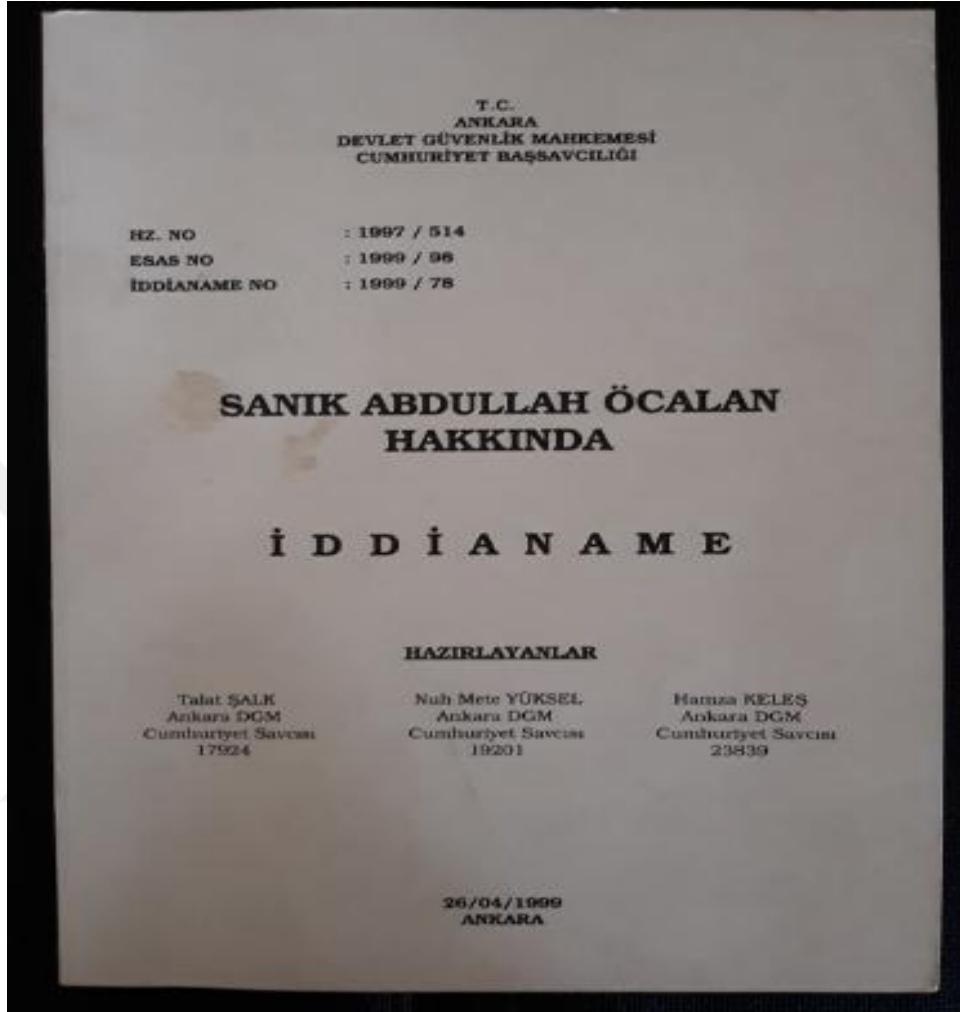 T.C.
ANKARA
DEVLET GÜVENLİK MAHKEMESİ
CUMHURİYET BAŞSAVCILIĞI
HZ. NO : 1997 / 514
ESAS NO : 1999 / 98
İDDİANAME NO : 1999 / 78
SANIK ABDULLAH ÖCALAN
HAKKINDA
İ D D İ A N A M E
HAZIRLAYANLAR
Talat ŞALK Nuh Mete YÜKSEL Hamza KELEŞ
Ankara DGM Ankara DGM Ankara DGM
Cumhuriyet Savcısı Cumhuriyet Savcısı Cumhuriyet Savcısı
17924 19201 23839
26/04/1999
ANKARA